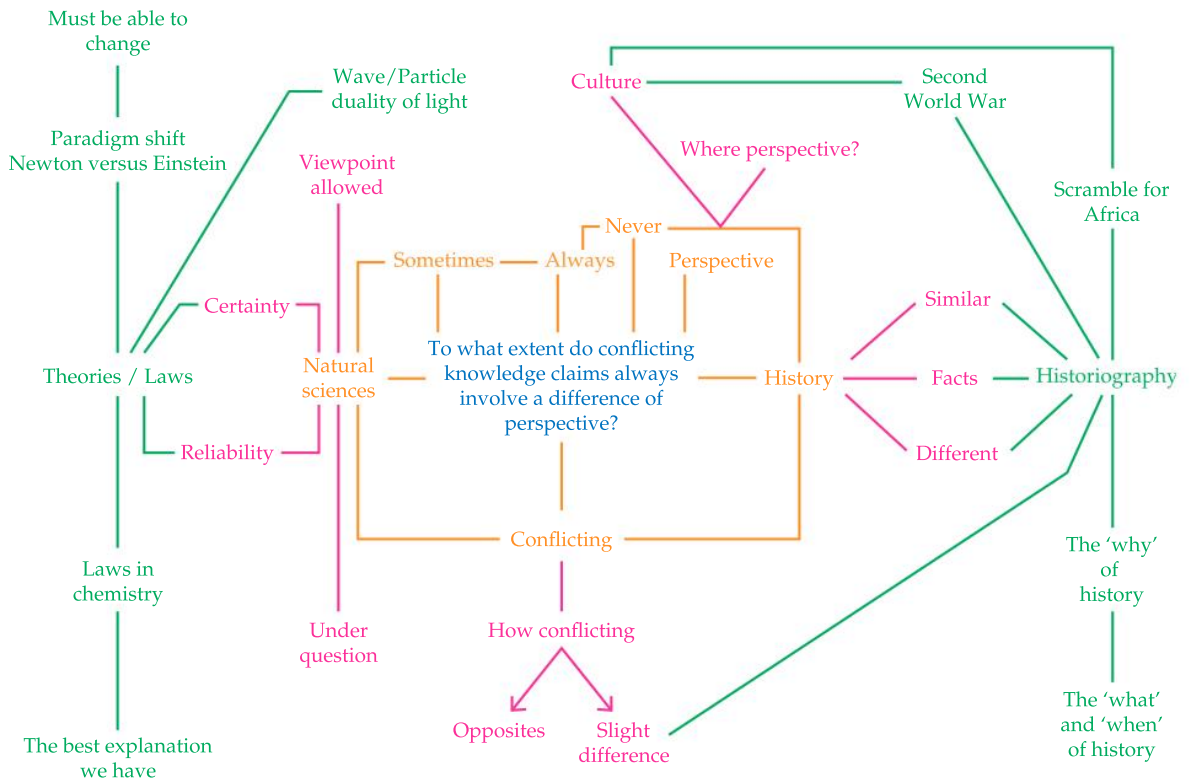 Must be able to
change
Wave/Particle
duality of light
Culture
Second
World War
Paradigm shift
Newton versus Einstein
Viewpoint
allowed
Where perspective?
Scramble for
Africa
Never
Sometimes
Always
Perspective
Certainty
Similar
To what extent do conflicting
knowledge claims always
involve a difference of
perspective?
Theories / Laws
Natural
sciences
History
Facts
Historiography
Reliability
Different
Conflicting
Laws in
chemistry
The ‘why’
of
history
Under
question
How conflicting
Opposites
Slight
difference
The ‘what’
and ‘when’
of history
The best explanation
we have